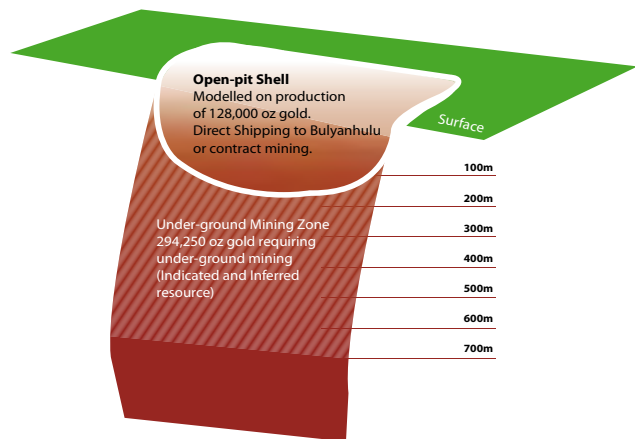 Open-pit Shell
Modelled on production
of 128,000 oz gold.
Direct Shipping to Bulyanhulu
or contract mining.
Surface
100m
200m
300m
400m
500m
600m
700m
Under-ground Mining Zone
294,250 oz gold requiring
under-ground mining
(Indicated and Inferred
resource)